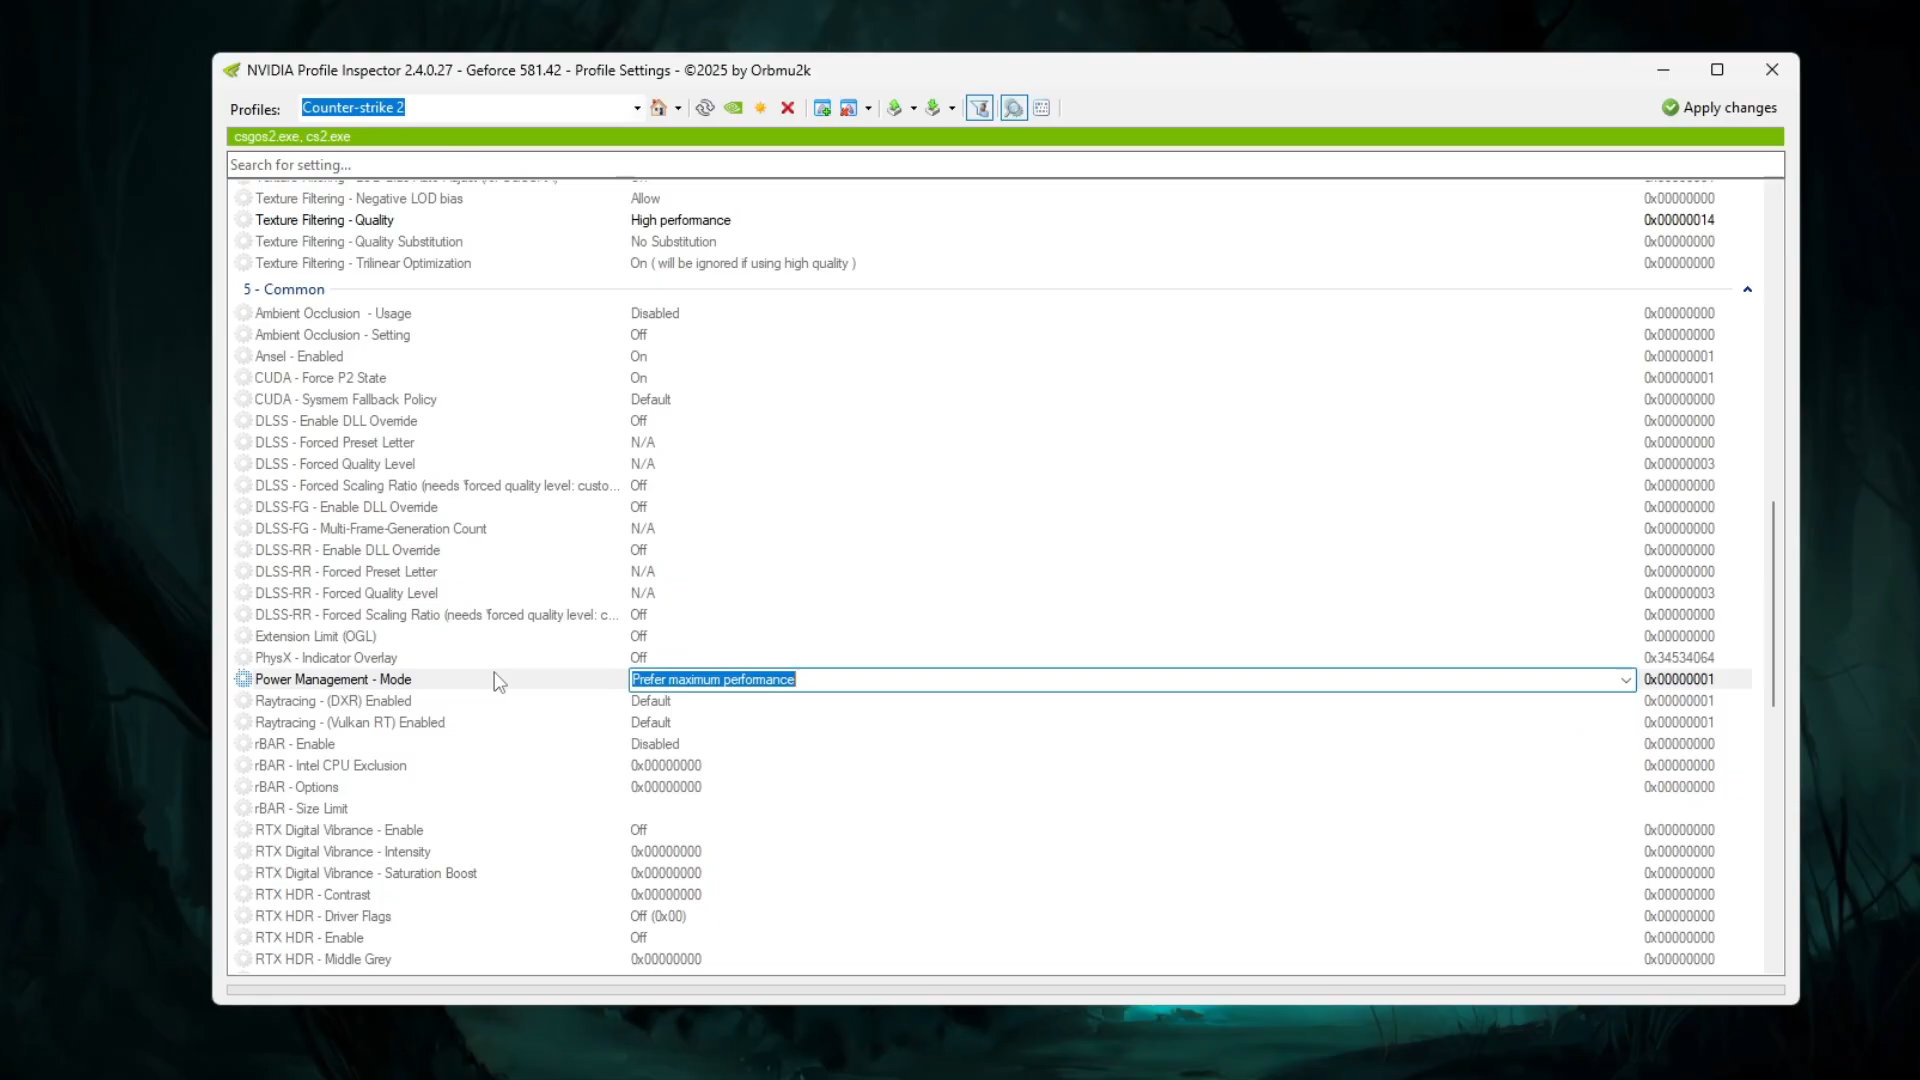 NVIDIA Profile Inspector 2.4.0.27 - Geforce 581.42 - Profile Settings - ©2025 by Orbmu2k
Profiles: Counter-strike 2 Apply changes
csgos2.exe, cs2.exe
Search for setting...
Texture Filtering - Negative LOD bias Allow 0x00000000
Texture Filtering - Quality High performance 0x00000014
Texture Filtering - Quality Substitution No Substitution 0x00000000
Texture Filtering - Trilinear Optimization On ( will be ignored if using high quality ) 0x00000000
5 - Common
Ambient Occlusion - Usage Disabled 0x00000000
Ambient Occlusion - Setting Off 0x00000000
Ansel - Enabled On 0x00000001
CUDA - Force P2 State On 0x00000001
CUDA - Sysmem Fallback Policy Default 0x00000000
DLSS - Enable DLL Override Off 0x00000000
DLSS - Forced Preset Letter N/A 0x00000000
DLSS - Forced Quality Level N/A 0x00000003
DLSS - Forced Scaling Ratio (needs 'forced quality level: custo... Off 0x00000000
DLSS-FG - Enable DLL Override Off 0x00000000
DLSS-FG - Multi-Frame-Generation Count N/A 0x00000000
DLSS-RR - Enable DLL Override Off 0x00000000
DLSS-RR - Forced Preset Letter N/A 0x00000000
DLSS-RR - Forced Quality Level N/A 0x00000003
DLSS-RR - Forced Scaling Ratio (needs 'forced quality level: c... Off 0x00000000
Extension Limit (OGL) Off 0x00000000
PhysX - Indicator Overlay Off 0x34534064
Power Management - Mode Prefer maximum performance 0x00000001
Raytracing - (DXR) Enabled Default 0x00000001
Raytracing - (Vulkan RT) Enabled Default 0x00000001
rBAR - Enable Disabled 0x00000000
rBAR - Intel CPU Exclusion 0x00000000 0x00000000
rBAR - Options 0x00000000 0x00000000
rBAR - Size Limit
RTX Digital Vibrance - Enable Off 0x00000000
RTX Digital Vibrance - Intensity 0x00000000 0x00000000
RTX Digital Vibrance - Saturation Boost 0x00000000 0x00000000
RTX HDR - Contrast 0x00000000 0x00000000
RTX HDR - Driver Flags Off (0x00) 0x00000000
RTX HDR - Enable Off 0x00000000
RTX HDR - Middle Grey 0x00000000 0x00000000